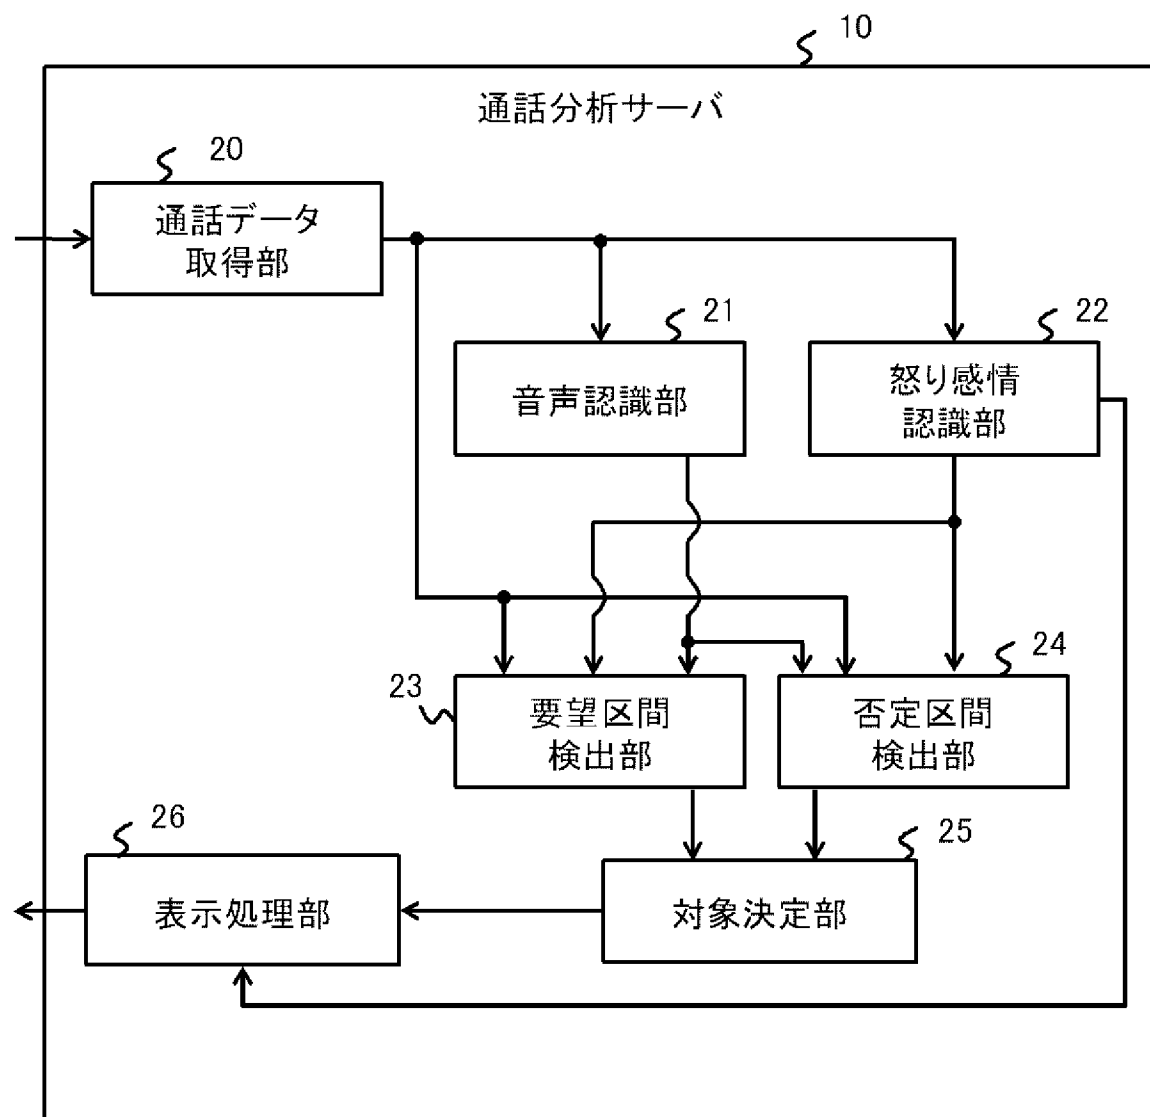 10
通話分析サーバ
20
通話データ
取得部
21
音声認識部
22
怒り感情
認識部
23
要望区間
検出部
24
否定区間
検出部
25
対象決定部
26
表示処理部